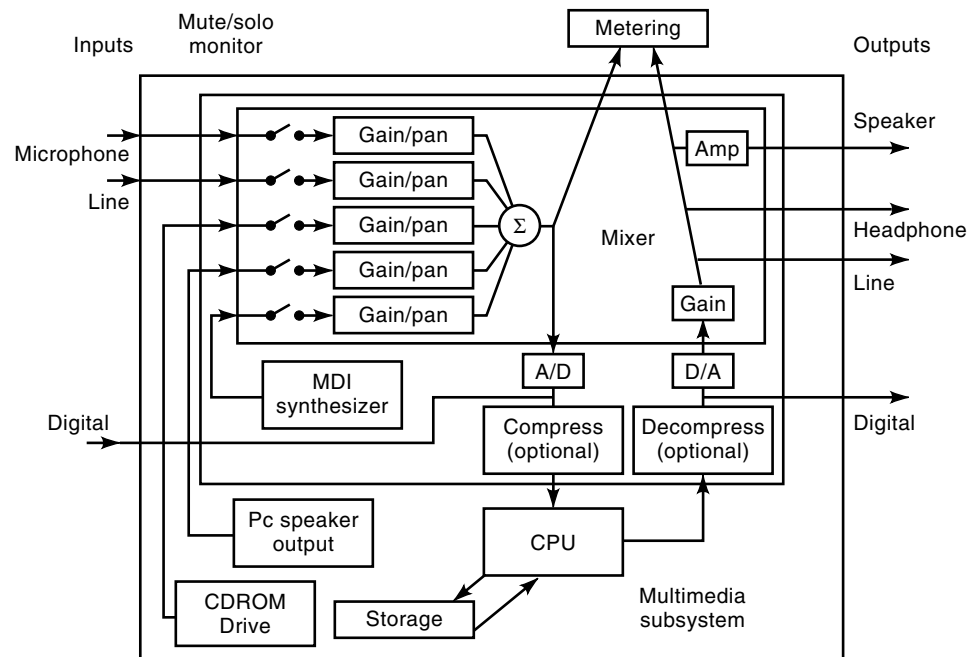 Inputs
Mute/solo
monitor
Metering
Outputs
Microphone
Line
Gain/pan
Gain/pan
Gain/pan
Gain/pan
Gain/pan
Σ
Mixer
Amp
Speaker
Headphone
Line
Gain
MDI
synthesizer
A/D
D/A
Digital
Compress
(optional)
Decompress
(optional)
Digital
Pc speaker
output
CPU
CDROM
Drive
Storage
Multimedia
subsystem